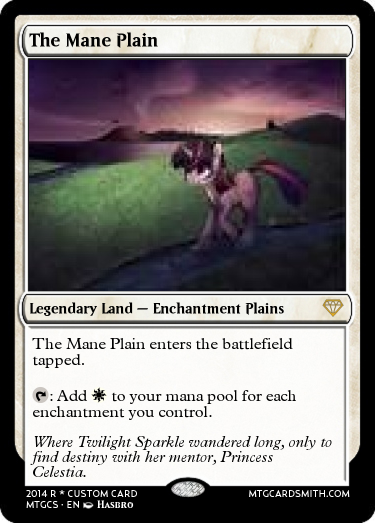 The Mane Plain
Legendary Land — Enchantment Plains
The Mane Plain enters the battlefield
tapped.
: Add to your mana pool for each
enchantment you control.
Where Twilight Sparkle wandered long, only to
find destiny with her mentor, Princess
Celestia.
2014 R * CUSTOM CARD
MTGCARDSMITH.COM
MTGCS • EN HASBRO